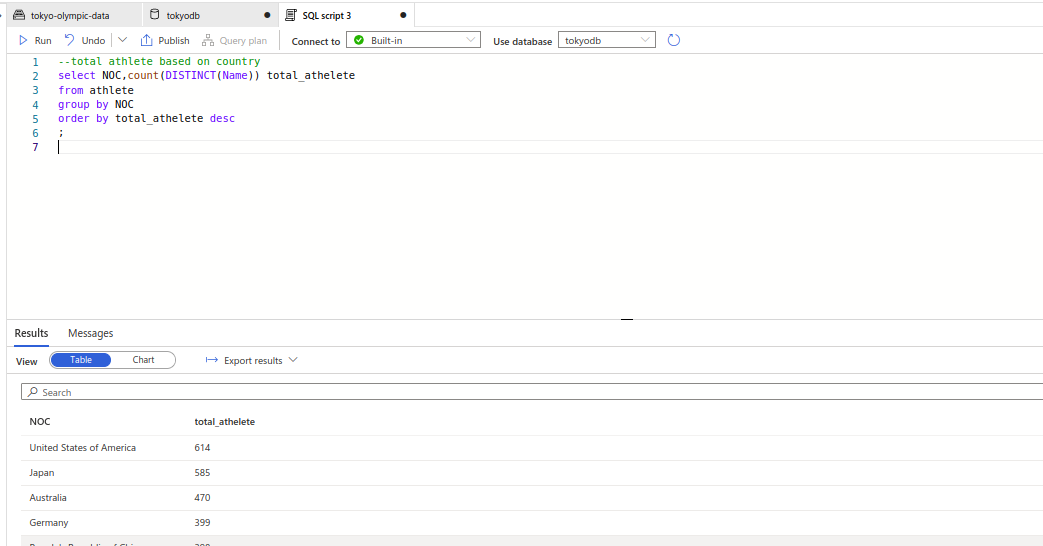 tokyo-olympic-data
tokyodb
SQL script 3
Run Undo Publish Query plan Connect to Built-in Use database tokyodb
1 --total athlete based on country
2 select NOC,count(DISTINCT(Name)) total_athelete
3 from athlete
4 group by NOC
5 order by total_athelete desc
6 ;
7
Results Messages
View Table Chart Export results
Search
NOC total_athelete
United States of America 614
Japan 585
Australia 470
Germany 399